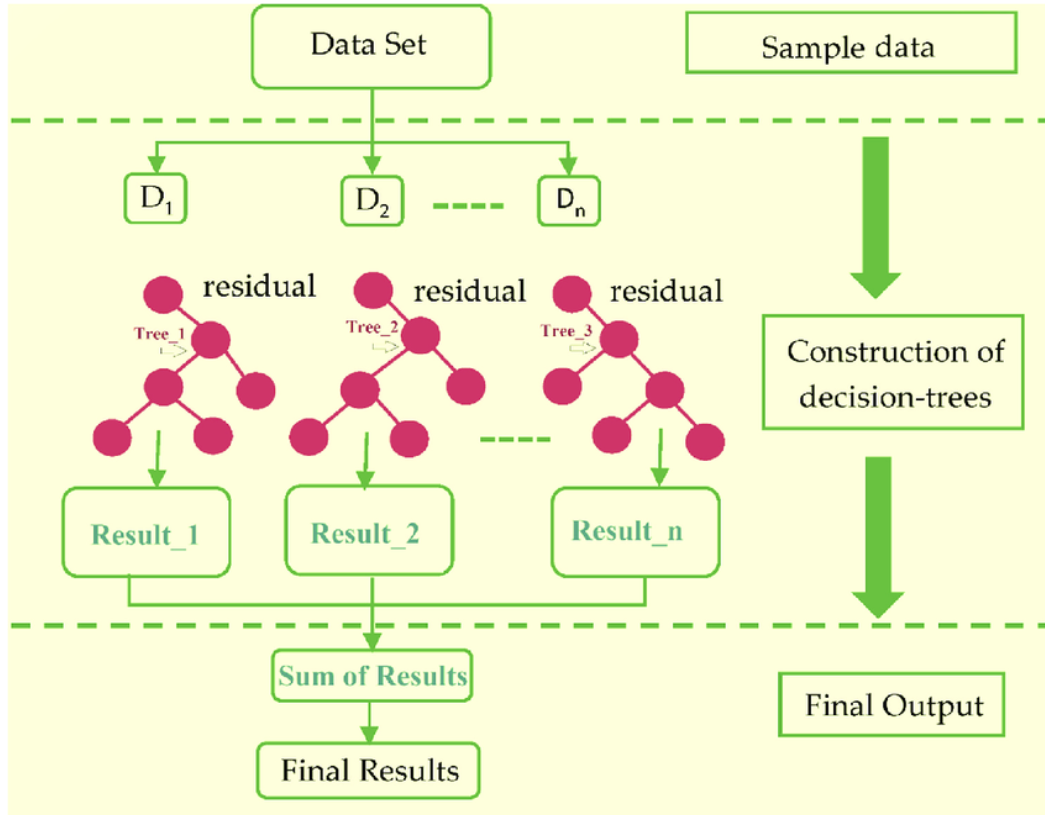 Data Set
Sample data
D1
D2
Dn
residual
residual
residual
Tree_1
Tree_2
Tree_3
Construction of
decision-trees
Result_1
Result_2
Result_n
Sum of Results
Final Output
Final Results